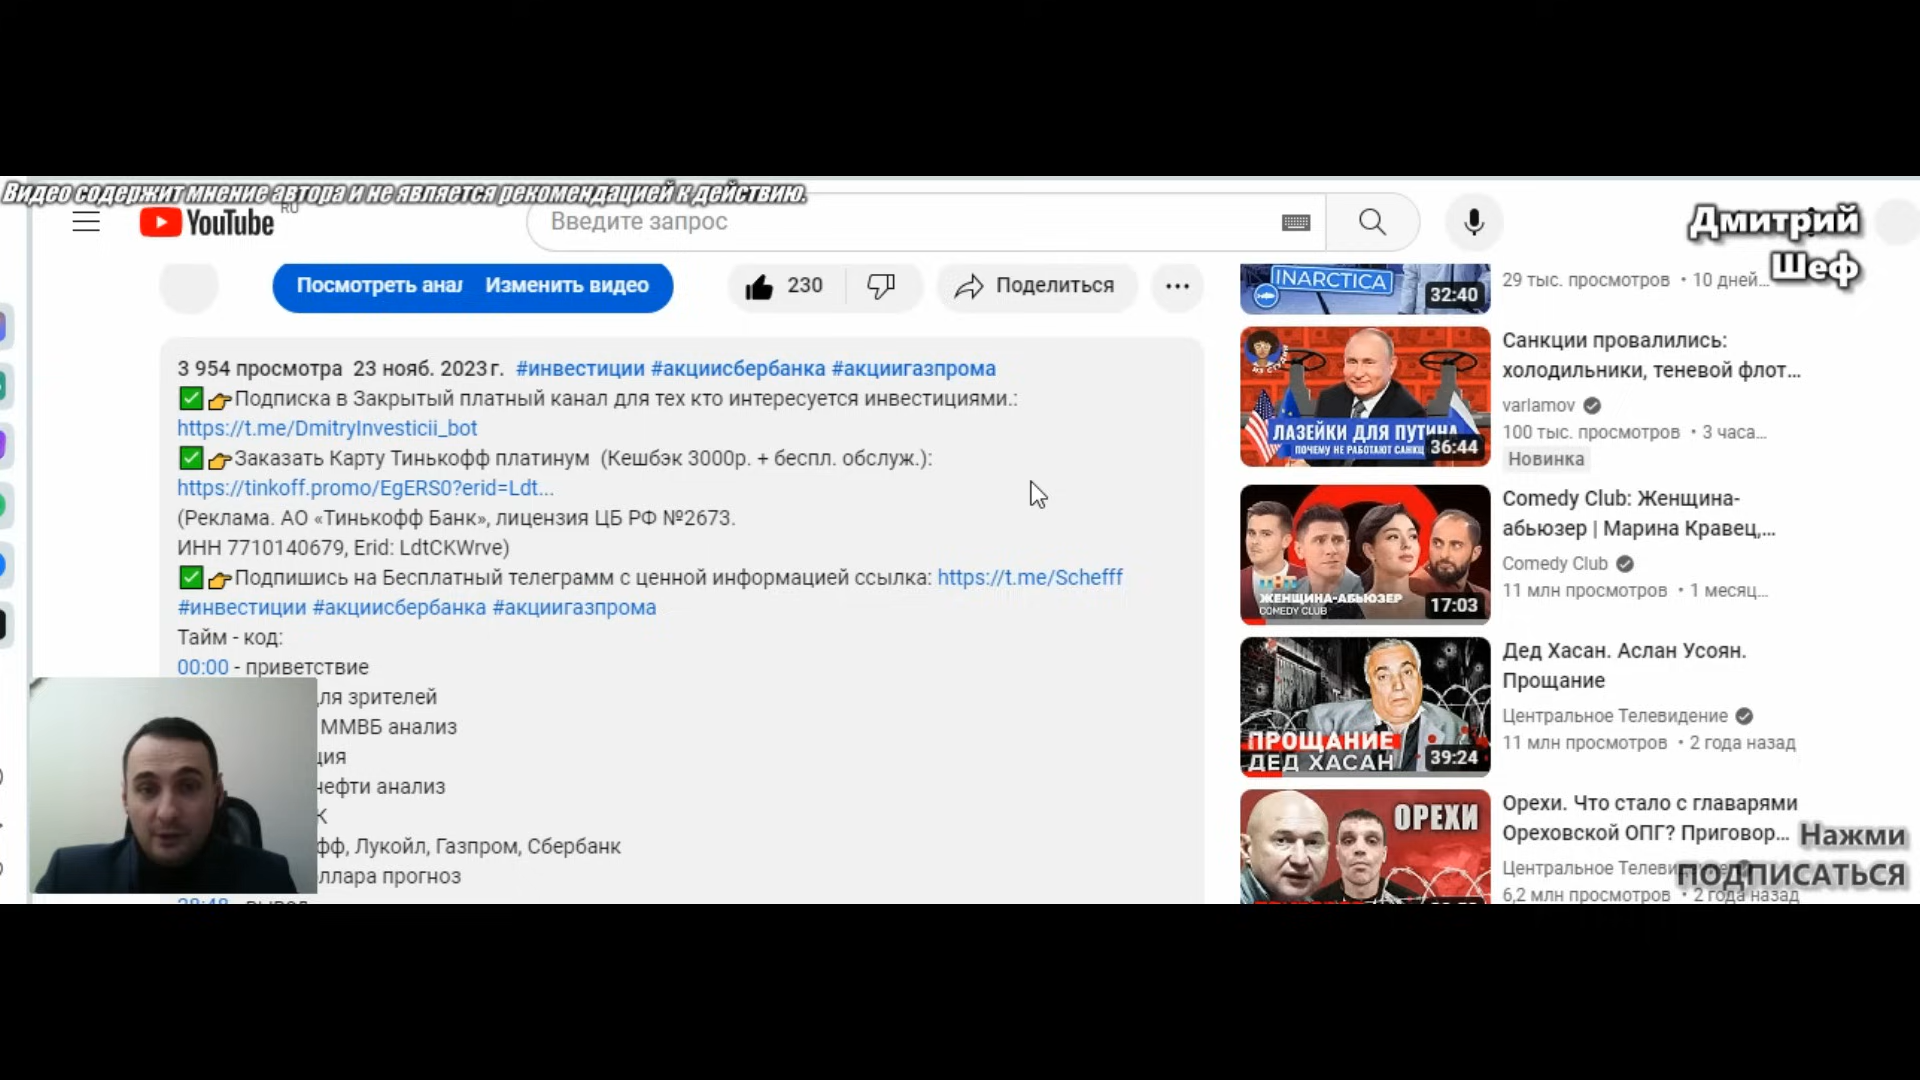 Видео содержит мнение автора и не является рекомендацией к действию.
YouTube
RU
Введите запрос
Дмитрий
Шеф
Посмотреть анал
Изменить видео
230
Поделиться
3 954 просмотра 23 нояб. 2023 г. #инвестиции #акциисбербанка #акциигазпрома
✅👉Подписка в Закрытый платный канал для тех кто интересуется инвестициями.:
https://t.me/DmitryInvesticii_bot
✅👉Заказать Карту Тинькофф платинум (Кешбэк 3000р. + беспл. обслуж.):
https://tinkoff.promo/EgERS0?erid=Ldt...
(Реклама. АО «Тинькофф Банк», лицензия ЦБ РФ №2673.
ИНН 7710140679, Erid: LdtCKWrve)
✅👉Подпишись на Бесплатный телеграмм с ценной информацией ссылка: https://t.me/Schefff
#инвестиции #акциисбербанка #акциигазпрома
Тайм - код:
00:00 - приветствие
ля зрителей
ММВБ анализ
ция
нефти анализ
К
фф, Лукойл, Газпром, Сбербанк
оллара прогноз
INARCTICA
32:40
29 тыс. просмотров • 10 дней...
ЛАЗЕЙКИ ДЛЯ ПУТИНА
ПОЧЕМУ НЕ РАБОТАЮТ САНКЦ
36:44
Санкции провалились:
холодильники, теневой флот...
varlamov
100 тыс. просмотров • 3 часа...
Новинка
ТНТ
ЖЕНЩИНА-АБЬЮЗЕР
COMEDY CLUB
17:03
Comedy Club: Женщина-
абьюзер | Марина Кравец,...
Comedy Club
11 млн просмотров • 1 месяц...
ПРОЩАНИЕ
ДЕД ХАСАН
39:24
Дед Хасан. Аслан Усоян.
Прощание
Центральное Телевидение
11 млн просмотров • 2 года назад
ОРЕХИ
Орехи. Что стало с главарями
Ореховской ОПГ? Приговор...
Центральное Телеви
6,2 млн просмотров • 2 года назад
Нажми
ПОДПИСАТЬСЯ